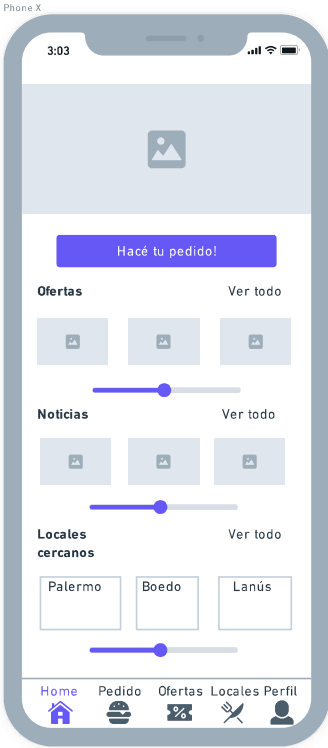 Phone X
3:03
Hacé tu pedido!
Ofertas Ver todo
Noticias Ver todo
Locales Ver todo
cercanos
Palermo Boedo Lanús
Home Pedido Ofertas Locales Perfil